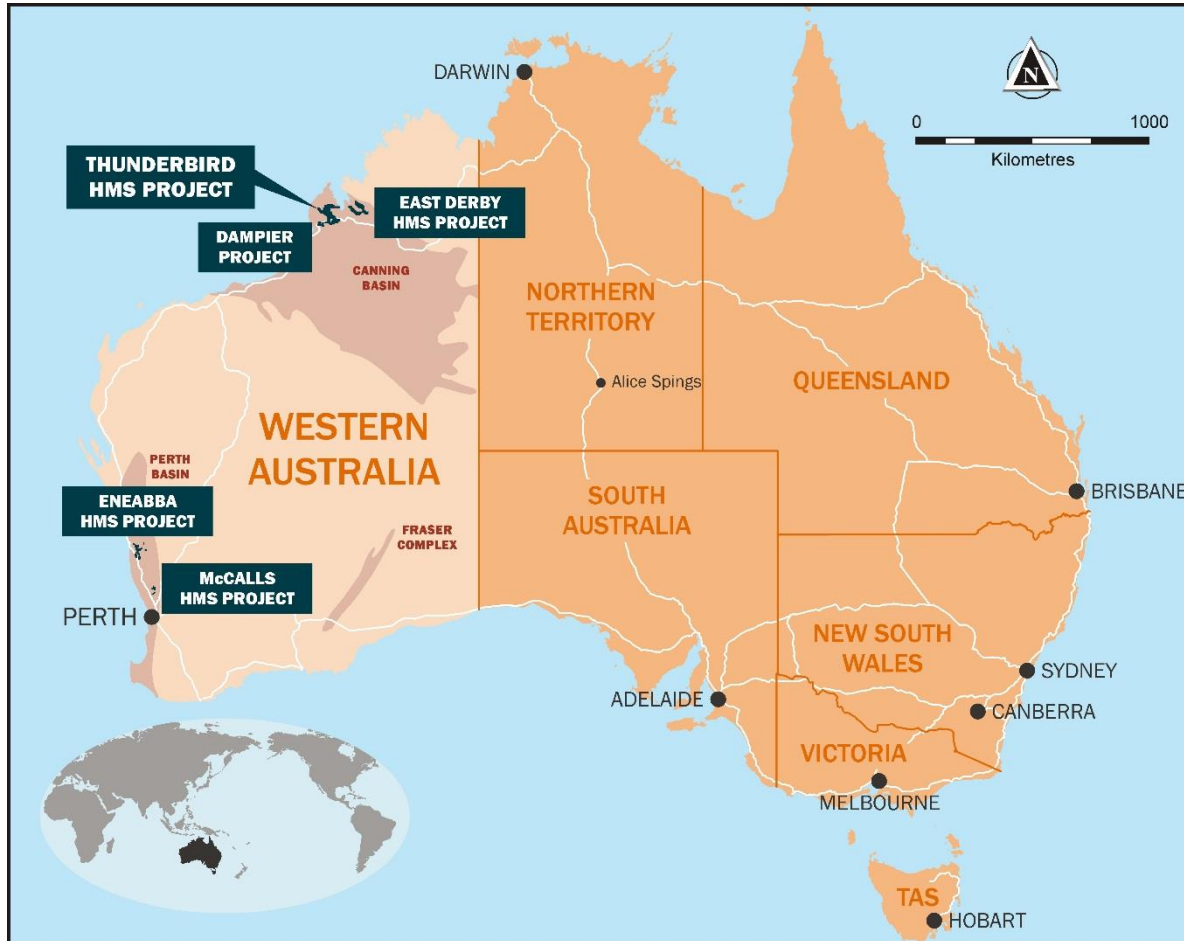 DARWIN
N
0 1000
Kilometres
THUNDERBIRD
HMS PROJECT
EAST DERBY
HMS PROJECT
DAMPIER
PROJECT
CANNING
BASIN
NORTHERN
TERRITORY
Alice Spings
QUEENSLAND
WESTERN
AUSTRALIA
PERTH
BASIN
ENEABBA
HMS PROJECT
FRASER
COMPLEX
SOUTH
AUSTRALIA
BRISBANE
McCALLS
HMS PROJECT
PERTH
NEW SOUTH
WALES
SYDNEY
ADELAIDE
CANBERRA
VICTORIA
MELBOURNE
TAS
HOBART